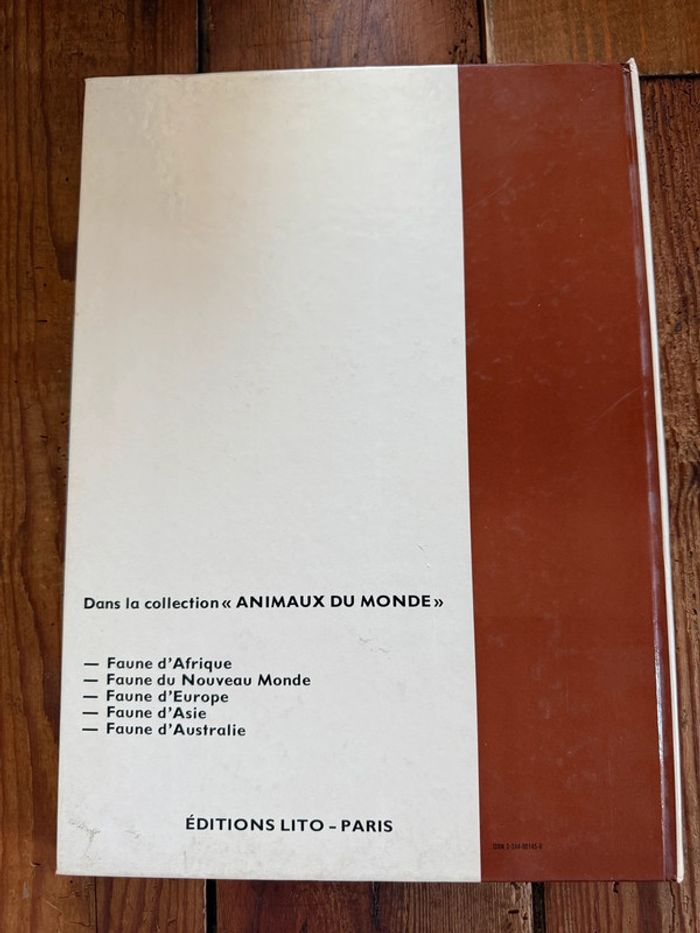 Dans la collection « ANIMAUX DU MONDE »
— Faune d'Afrique
— Faune du Nouveau Monde
— Faune d'Europe
— Faune d'Asie
— Faune d'Australie
ÉDITIONS LITO – PARIS
ISBN